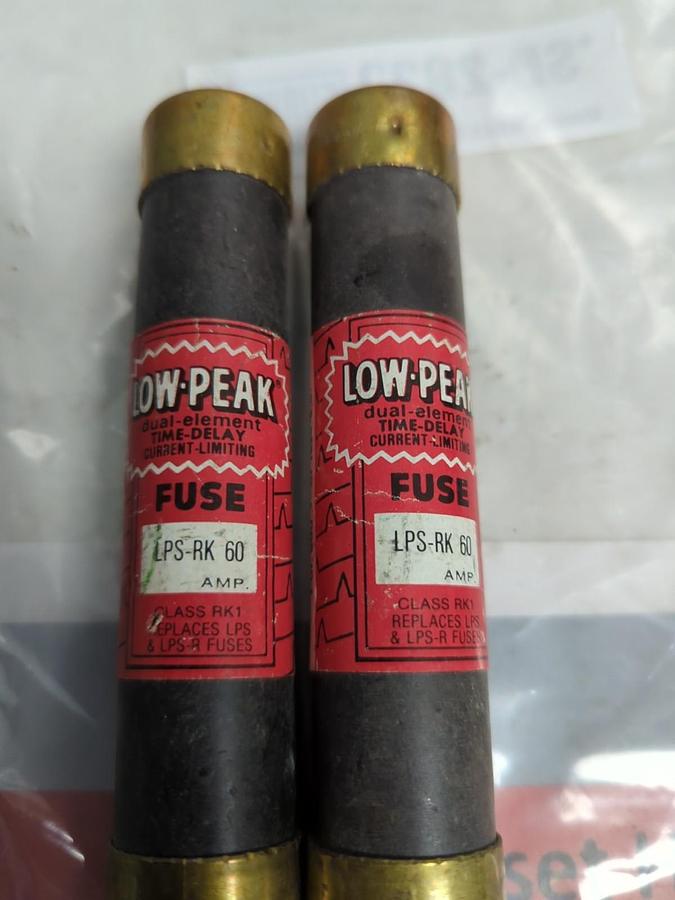 LOW-PEAK
dual-element
TIME-DELAY
CURRENT-LIMITING
FUSE
LPS-RK 60
AMP.
CLASS RK1
REPLACES LPS
& LPS-R FUSES
LOW-PEAK
dual-element
TIME-DELAY
CURRENT-LIMITING
FUSE
LPS-RK 60
AMP.
CLASS RK1
REPLACES LPS
& LPS-R FUSES
set